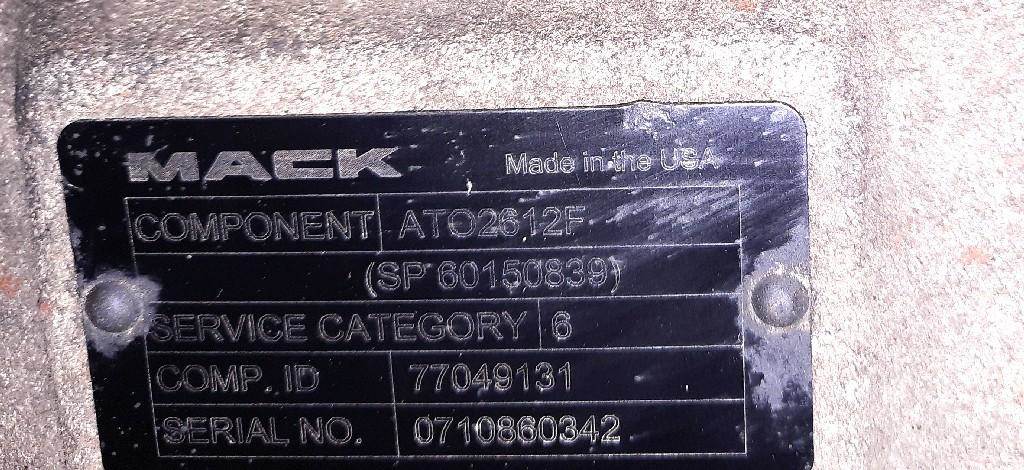 MACK Made in the USA
COMPONENT ATO2612F
(SP 60150839)
SERVICE CATEGORY 6
COMP. ID 77049131
SERIAL NO. 0710860342